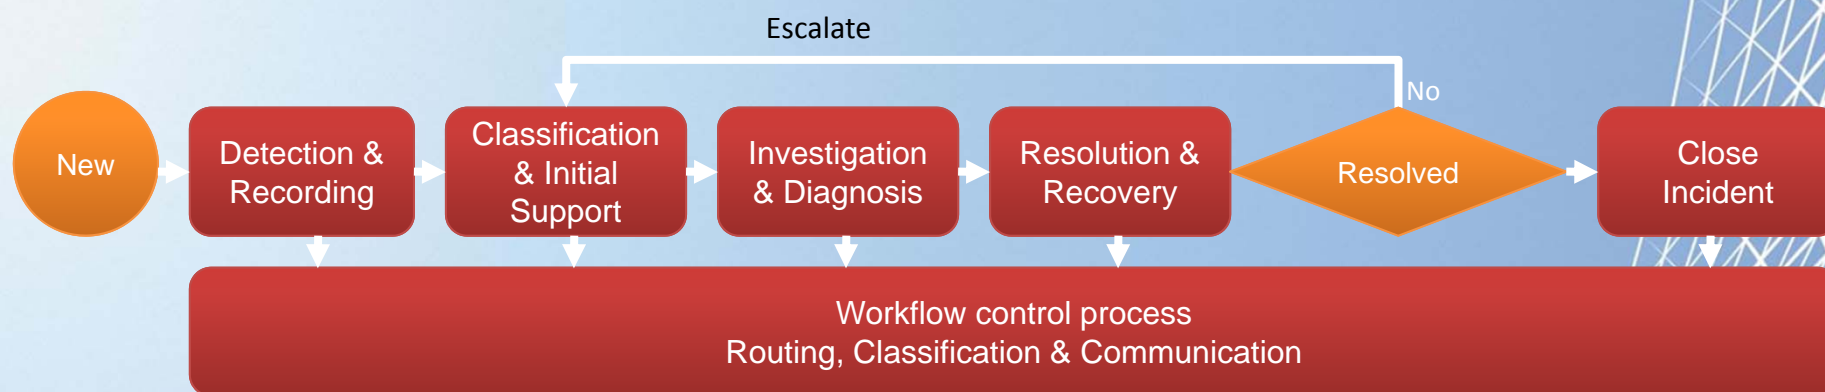 Escalate
No
New
Detection &
Recording
Classification
& Initial
Support
Investigation
& Diagnosis
Resolution &
Recovery
Resolved
Close
Incident
Workflow control process
Routing, Classification & Communication